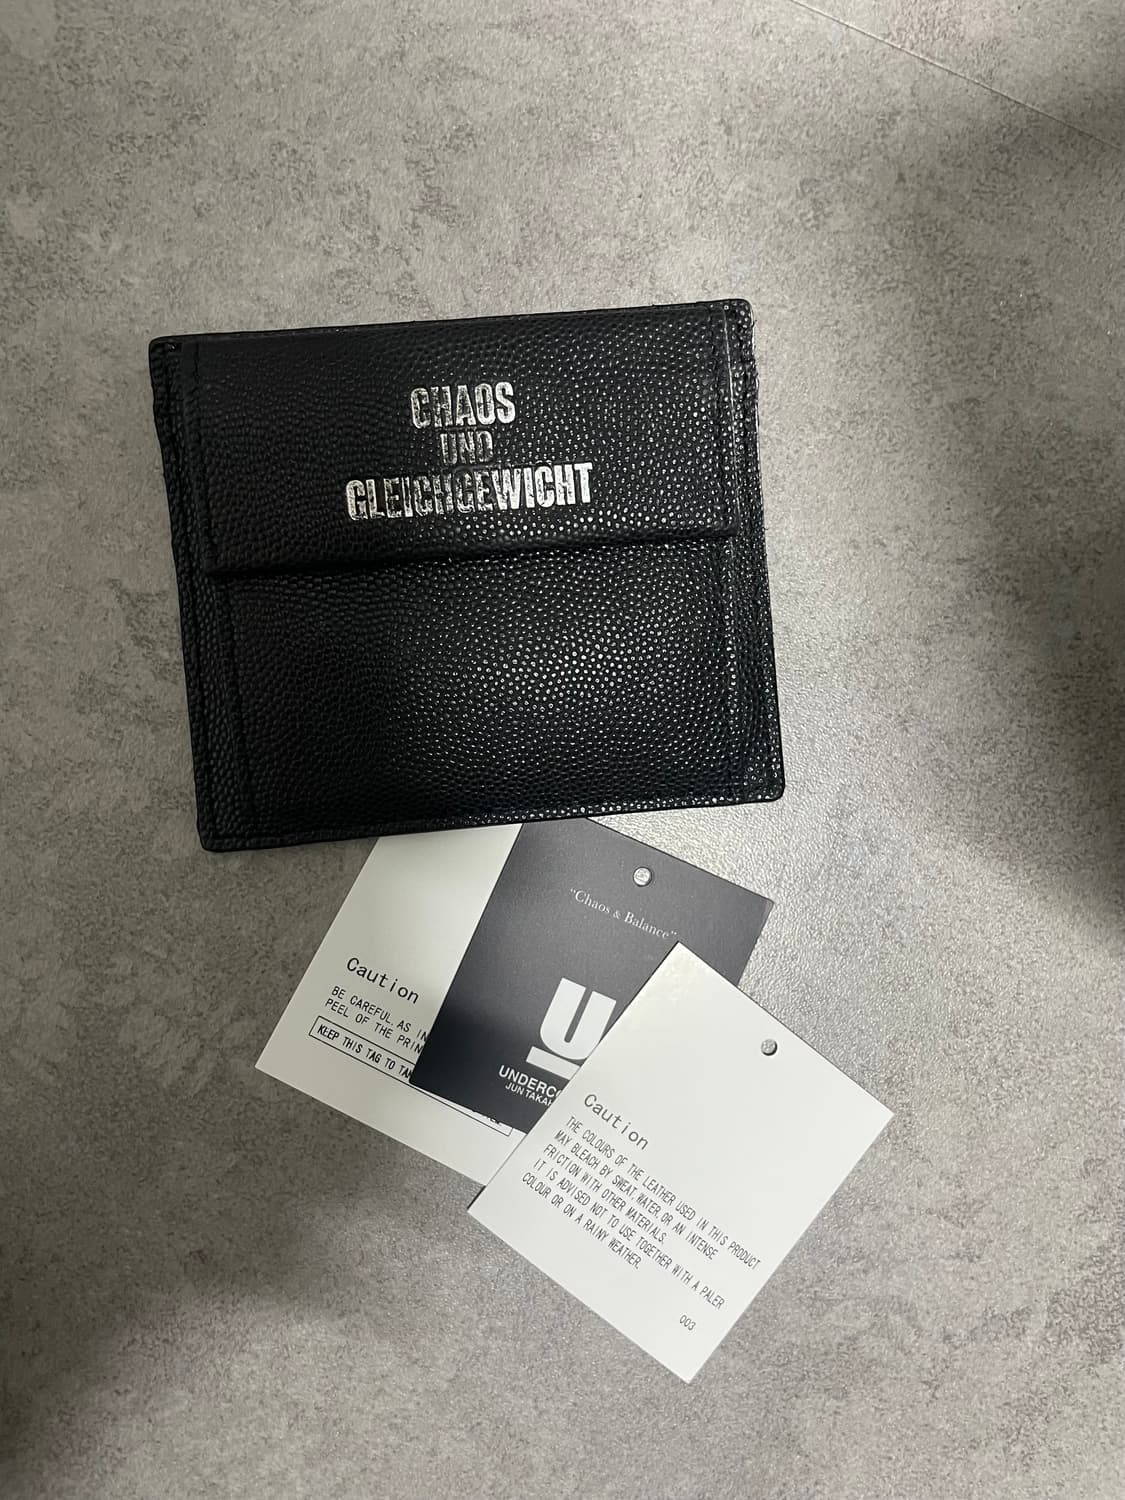 CHAOS
UND
GLEICHGEWICHT
"Chaos & Balance"
U
UNDERC
JUN TAKAH
Caution
BE CAREFUL, AS IN
PEEL OF THE PRIN
KEEP THIS TAG TO TA
Caution
THE COLOURS OF THE LEATHER USED IN THIS PRODUCT
MAY BLEACH BY SWEAT, WATER, OR AN INTENSE
FRICTION WITH OTHER MATERIALS.
IT IS ADVISED NOT TO USE TOGETHER WITH A PALER
COLOUR OR ON A RAINY WEATHER.
003